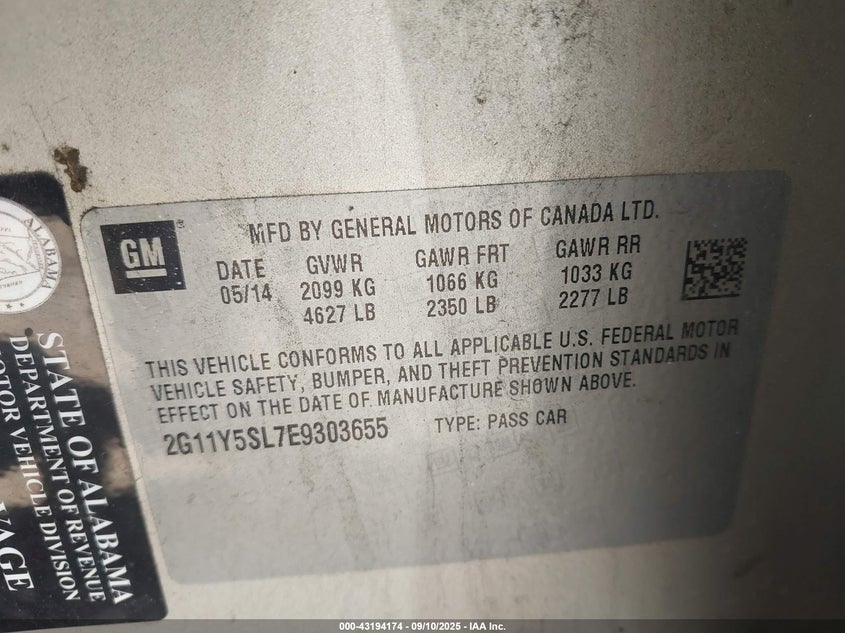 GM
MFD BY GENERAL MOTORS OF CANADA LTD.
DATE GVWR GAWR FRT GAWR RR
05/14 2099 KG 1066 KG 1033 KG
4627 LB 2350 LB 2277 LB
THIS VEHICLE CONFORMS TO ALL APPLICABLE U.S. FEDERAL MOTOR
VEHICLE SAFETY, BUMPER, AND THEFT PREVENTION STANDARDS IN
EFFECT ON THE DATE OF MANUFACTURE SHOWN ABOVE.
2G11Y5SL7E9303655 TYPE: PASS CAR
ALABAMA
STATE OF ALABAMA
DEPARTMENT OF REVENUE
MOTOR VEHICLE DIVISION
VAGE
000-43194174 - 09/10/2025 - IAA Inc.